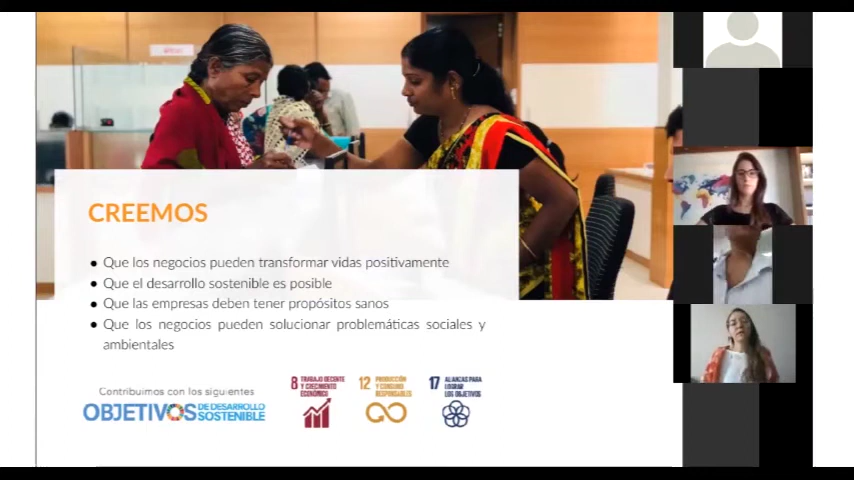 CREEMOS
● Que los negocios pueden transformar vidas positivamente
● Que el desarrollo sostenible es posible
● Que las empresas deben tener propósitos sanos
● Que los negocios pueden solucionar problemáticas sociales y
ambientales
Contribuimos con los siguientes
OBJETIVOS DE DESARROLLO
SOSTENIBLE
8 TRABAJO DECENTE
Y CRECIMIENTO
ECONÓMICO
12 PRODUCCIÓN
Y CONSUMO
RESPONSABLES
17 ALIANZAS PARA
LOGRAR
LOS OBJETIVOS